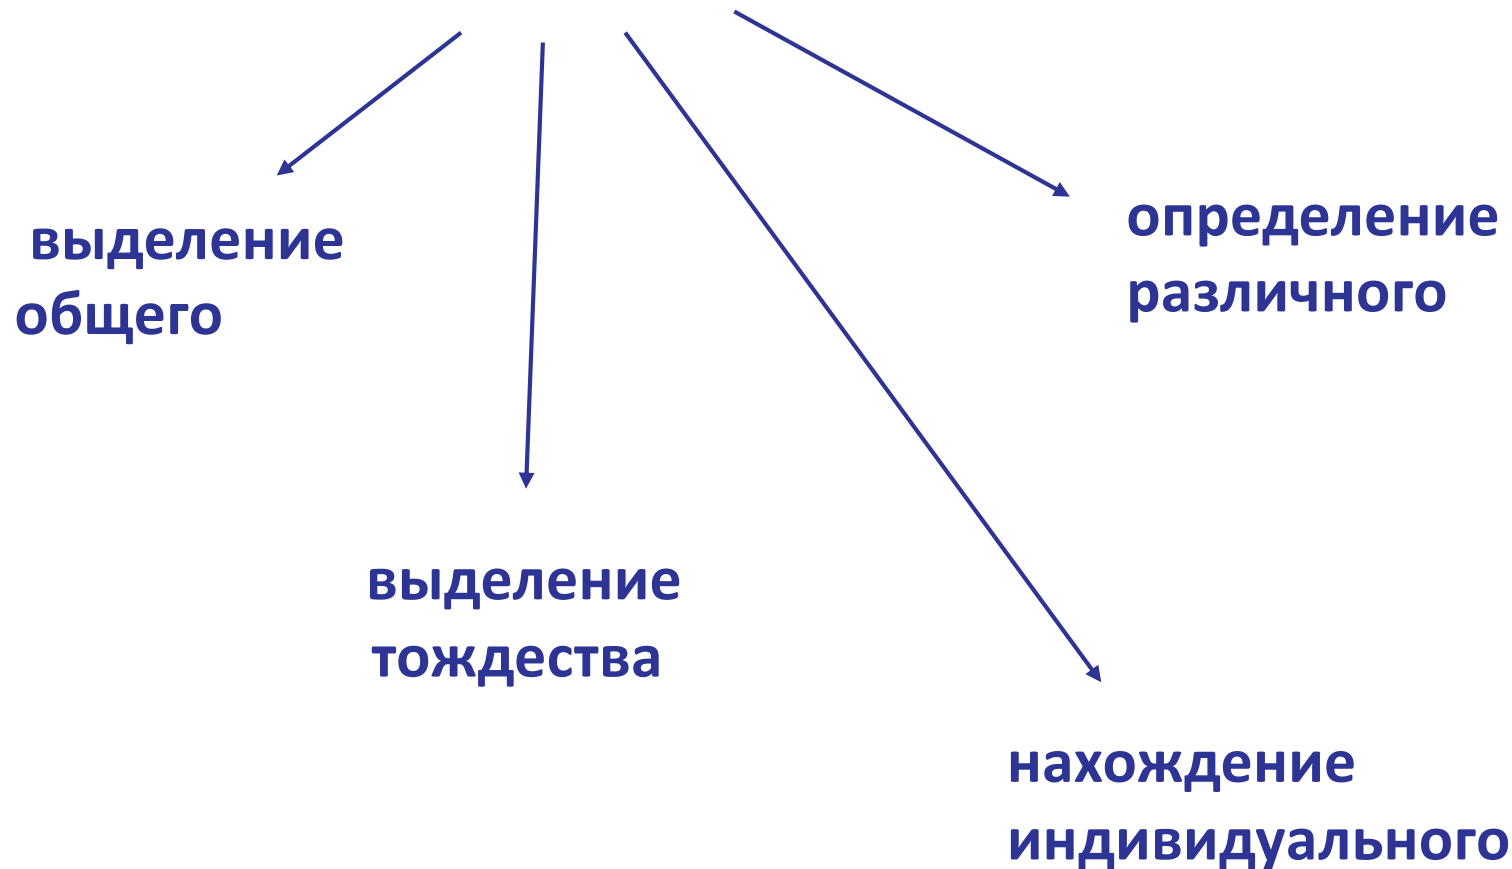 выделение
общего
определение
различного
выделение
тождества
нахождение
индивидуального